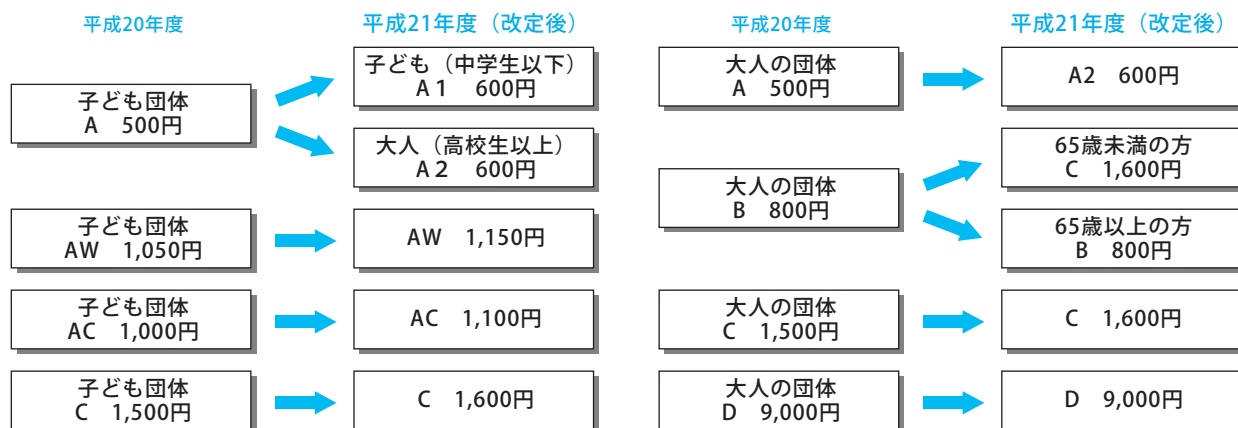 平成20年度
平成21年度（改定後）
子ども団体
A　500円
子ども（中学生以下）
A 1　600円
大人（高校生以上）
A 2　600円
子ども団体
AW　1,050円
AW　1,150円
子ども団体
AC　1,000円
AC　1,100円
子ども団体
C　1,500円
C　1,600円
平成20年度
平成21年度（改定後）
大人の団体
A　500円
A2　600円
大人の団体
B　800円
65歳未満の方
C　1,600円
65歳以上の方
B　800円
大人の団体
C　1,500円
C　1,600円
大人の団体
D　9,000円
D　9,000円